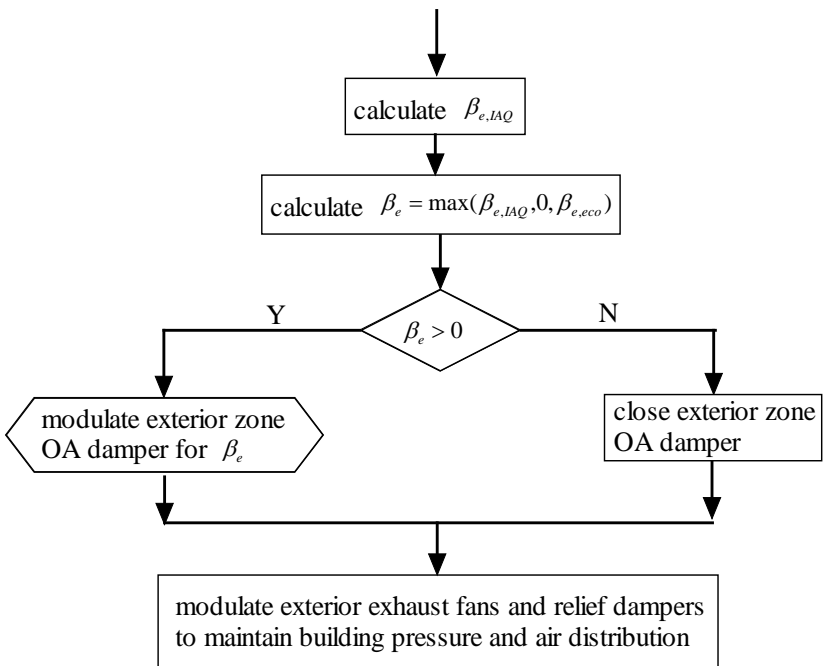 calculate β_{e,IAQ}
calculate β_e = max(β_{e,IAQ},0,β_{e,eco})
Y
β_e > 0
N
modulate exterior zone
OA damper for β_e
close exterior zone
OA damper
modulate exterior exhaust fans and relief dampers
to maintain building pressure and air distribution